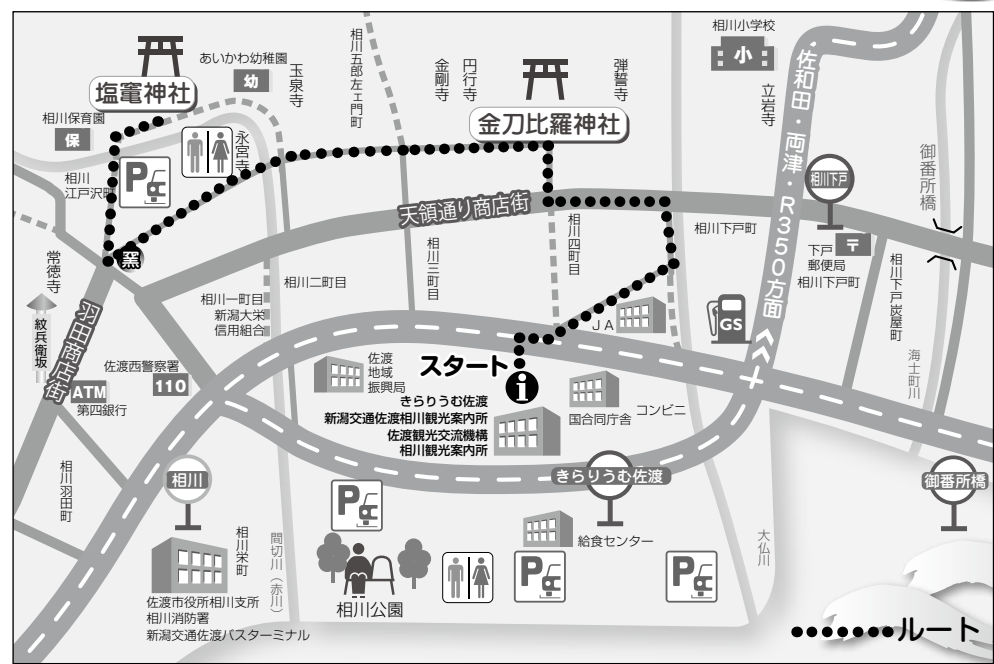 相川小学校
小
あいかわ幼稚園
幼
玉泉寺
相川五郎左エ門町
金剛寺
円行寺
弾誓寺
立岩寺
佐和田・両津・R350方面
塩竈神社
金刀比羅神社
相川保育園
保
永宮寺
P
相川
江戸沢町
相川下戸
御番所橋
天領通り商店街
相川四町目
相川下戸町
下戸
郵便局
〒
相川下戸町
相川下戸炭屋町
窯
常徳寺
相川三町目
相川二町目
相川一町目
新潟大栄
信用組合
紋兵衛坂
羽田商店街
JA
GS
海士町川
スタート
i
佐渡
地域
振興局
佐渡西警察署
110
ATM
第四銀行
きらりうむ佐渡
新潟交通佐渡相川観光案内所
佐渡観光交流機構
相川観光案内所
国合同庁舎
コンビニ
相川羽田町
相川
きらりうむ佐渡
御番所橋
P
相川栄町
間切川(赤川)
給食センター
大仏川
P
P
相川公園
佐渡市役所相川支所
相川消防署
新潟交通佐渡バスターミナル
ルート